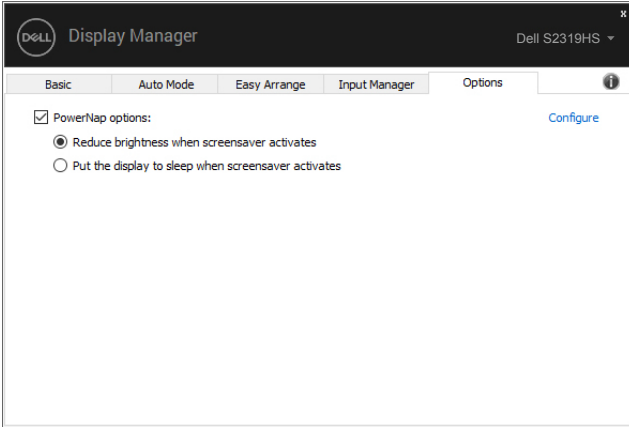 x
DELL Display Manager
Dell S2319HS
Basic Auto Mode Easy Arrange Input Manager Options
PowerNap options: Configure
Reduce brightness when screensaver activates
Put the display to sleep when screensaver activates